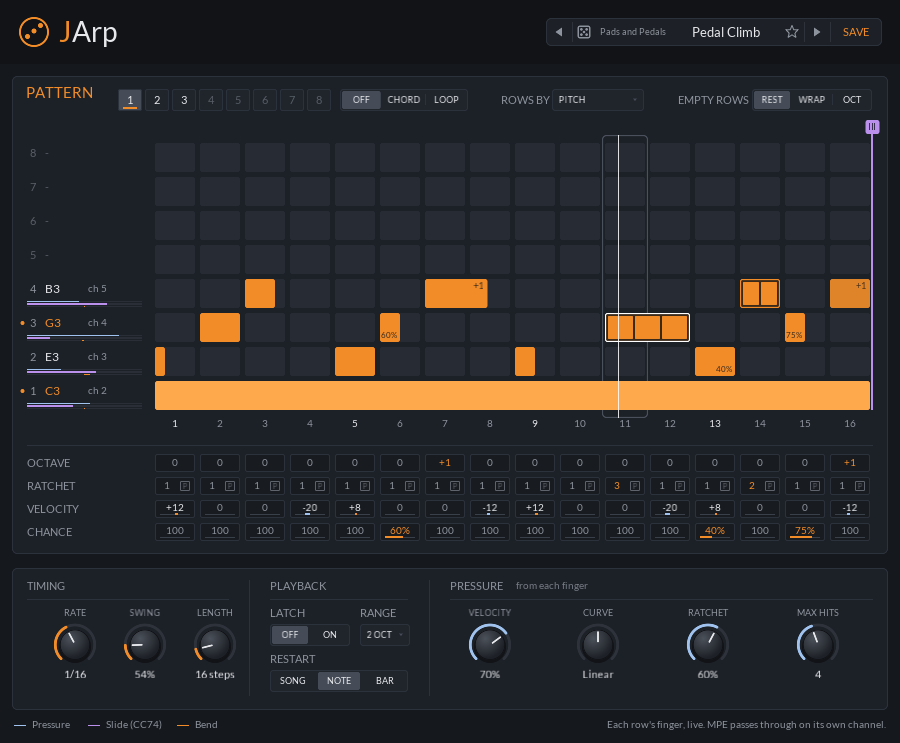 JArp
Pads and Pedals Pedal Climb SAVE
PATTERN 1 2 3 4 5 6 7 8 OFF CHORD LOOP ROWS BY PITCH EMPTY ROWS REST WRAP OCT
8 -
7 -
6 -
5 -
4 B3 ch 5 +1 +1
3 G3 ch 4 60% 75%
2 E3 ch 3 40%
1 C3 ch 2
1 2 3 4 5 6 7 8 9 10 11 12 13 14 15 16
OCTAVE 0 0 0 0 0 0 +1 0 0 0 0 0 0 0 0 +1
RATCHET 1 P 1 P 1 P 1 P 1 P 1 P 1 P 1 P 1 P 1 P 3 P 1 P 1 P 2 P 1 P 1 P
VELOCITY +12 0 0 -20 +8 0 0 -12 +12 0 0 -20 +8 0 0 -12
CHANCE 100 100 100 100 100 60% 100 100 100 100 100 100 40% 100 75% 100
TIMING PLAYBACK PRESSURE from each finger
RATE SWING LENGTH LATCH RANGE VELOCITY CURVE RATCHET MAX HITS
OFF ON 2 OCT
RESTART
1/16 54% 16 steps SONG NOTE BAR 70% Linear 60% 4
Pressure Slide (CC74) Bend Each row's finger, live. MPE passes through on its own channel.